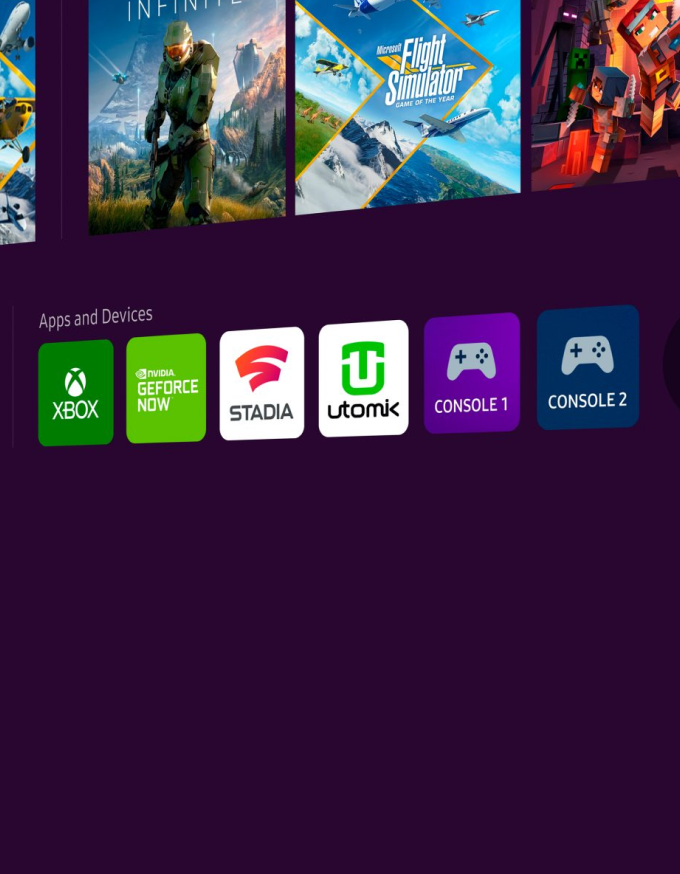 INFINITE
Microsoft
Flight
Simulator
GAME OF THE YEAR
Apps and Devices
XBOX
NVIDIA.
GEFORCE
NOW
STADIA
utomik
CONSOLE 1
CONSOLE 2